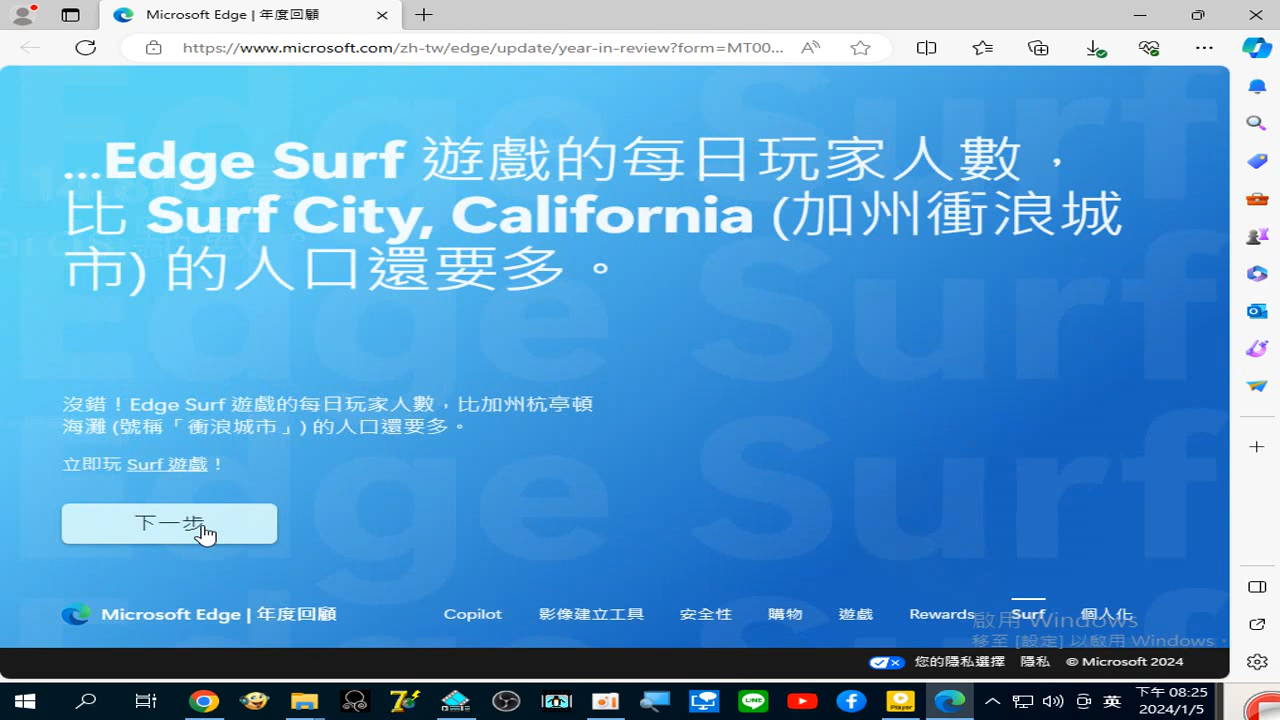 Microsoft Edge | 年度回顧
https://www.microsoft.com/zh-tw/edge/update/year-in-review?form=MT00...
...Edge Surf 遊戲的每日玩家人數，
比 Surf City, California (加州衝浪城
市) 的人口還要多。
沒錯！Edge Surf 遊戲的每日玩家人數，比加州杭亭頓
海灘 (號稱「衝浪城市」) 的人口還要多。
立即玩 Surf 遊戲！
下一步
Microsoft Edge | 年度回顧 Copilot 影像建立工具 安全性 購物 遊戲 Rewards Surf 個人化
啟用 Windows
移至 [設定] 以啟用 Windows。
您的隱私選擇 隱私 © Microsoft 2024
英 下午 08:25
2024/1/5